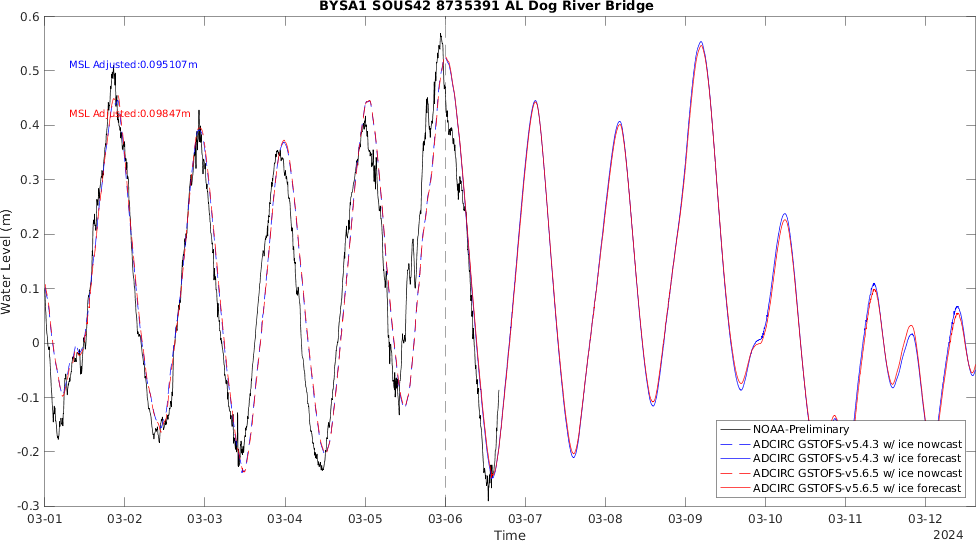 BYSA1 SOUS42 8735391 AL Dog River Bridge
Water Level (m)
0.6
0.5
0.4
0.3
0.2
0.1
0
-0.1
-0.2
-0.3
MSL Adjusted:0.095107m
MSL Adjusted:0.09847m
NOAA-Preliminary
ADCIRC GSTOFS-v5.4.3 w/ ice nowcast
ADCIRC GSTOFS-v5.4.3 w/ ice forecast
ADCIRC GSTOFS-v5.6.5 w/ ice nowcast
ADCIRC GSTOFS-v5.6.5 w/ ice forecast
03-01 03-02 03-03 03-04 03-05 03-06 03-07 03-08 03-09 03-10 03-11 03-12
Time
2024